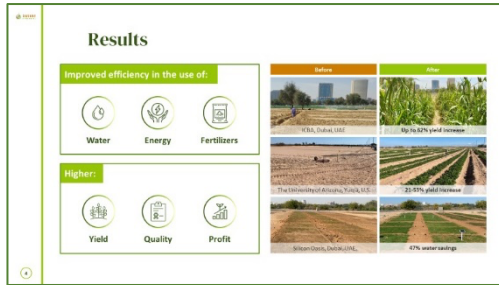 Results
Improved efficiency in the use of:
Water
Energy
Fertilizers
Higher:
Yield
Quality
Profit
Before
After
ICBA, Dubai, UAE
Up to 62% yield increase
The University of Arizona, Yuma, U.S.
21-53% yield increase
Silicon Oasis, Dubai, UAE
47% water savings
4